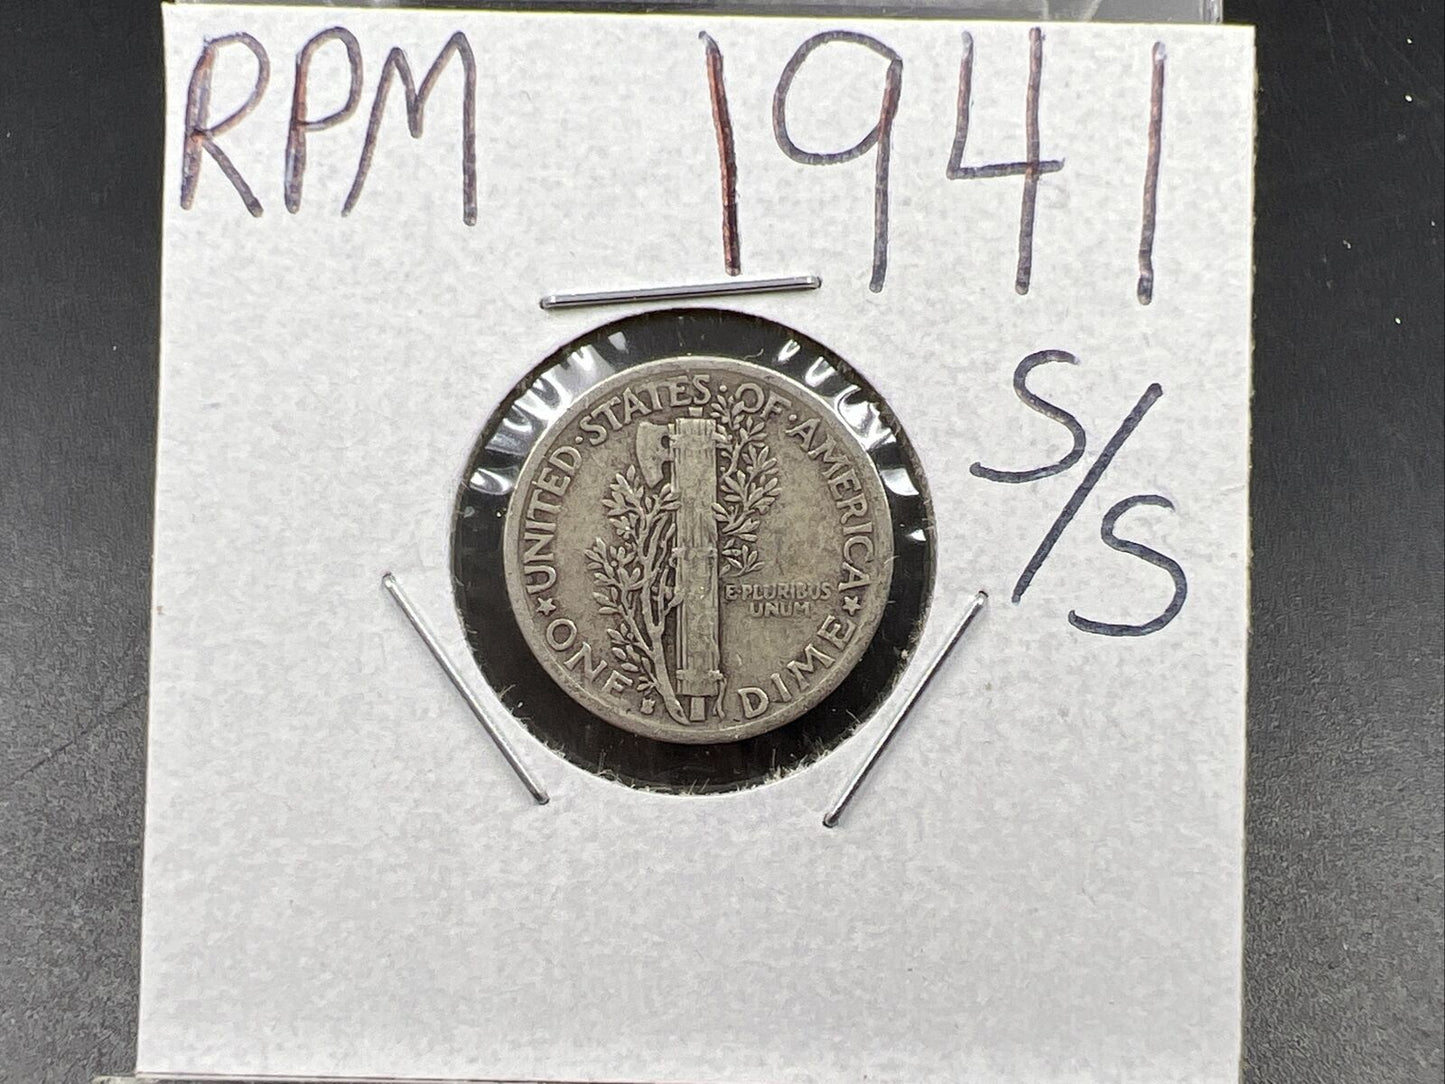 RPM 1941
S/S
UNITED·STATES·OF·AMERICA
E·PLURIBUS
UNUM
★ONE DIME★
S